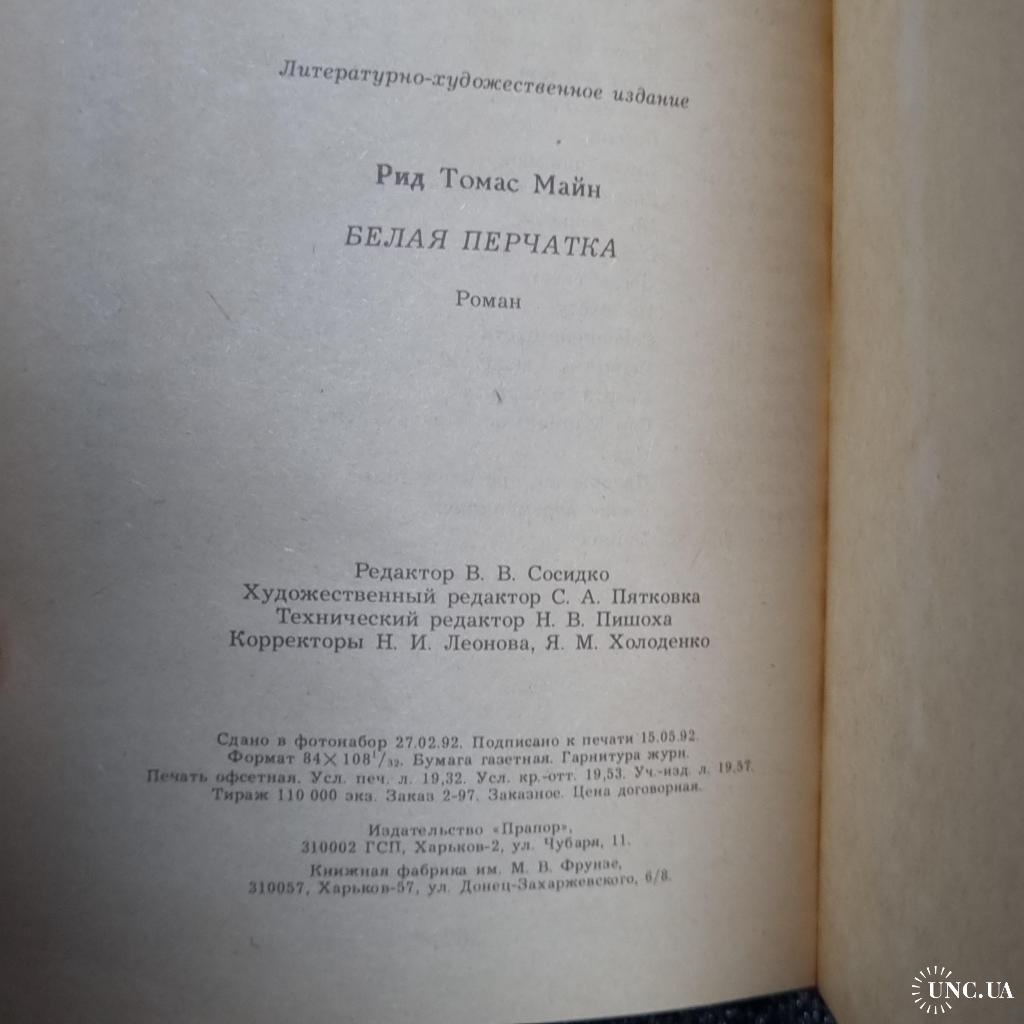 Литературно-художественное издание
Рид Томас Майн
БЕЛАЯ ПЕРЧАТКА
Роман
Редактор В. В. Сосидко
Художественный редактор С. А. Пятковка
Технический редактор Н. В. Пишоха
Корректоры Н. И. Леонова, Я. М. Холоденко
Сдано в фотонабор 27.02.92. Подписано к печати 15.05.92.
Формат 84×108¹/₃₂. Бумага газетная. Гарнитура журн.
Печать офсетная. Усл. печ. л. 19,32. Усл. кр.-отт. 19,53. Уч.-изд. л. 19,57.
Тираж 110 000 экз. Заказ 2-97. Заказное. Цена договорная.
Издательство «Прапор»,
310002 ГСП, Харьков-2, ул. Чубаря, 11.
Книжная фабрика им. М. В. Фрунзе,
310057, Харьков-57, ул. Донец-Захаржевского, 6/8.
UNC.UA